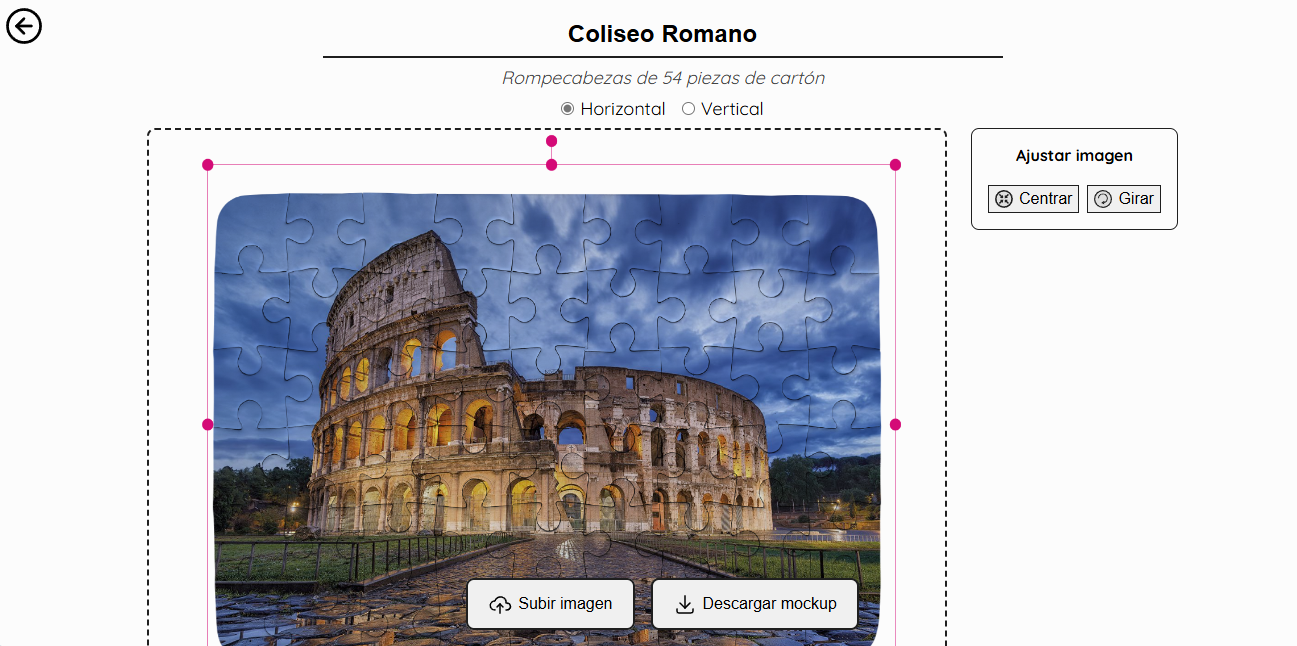 Coliseo Romano
Rompecabezas de 54 piezas de cartón
Horizontal Vertical
Ajustar imagen
Centrar Girar
Subir imagen Descargar mockup